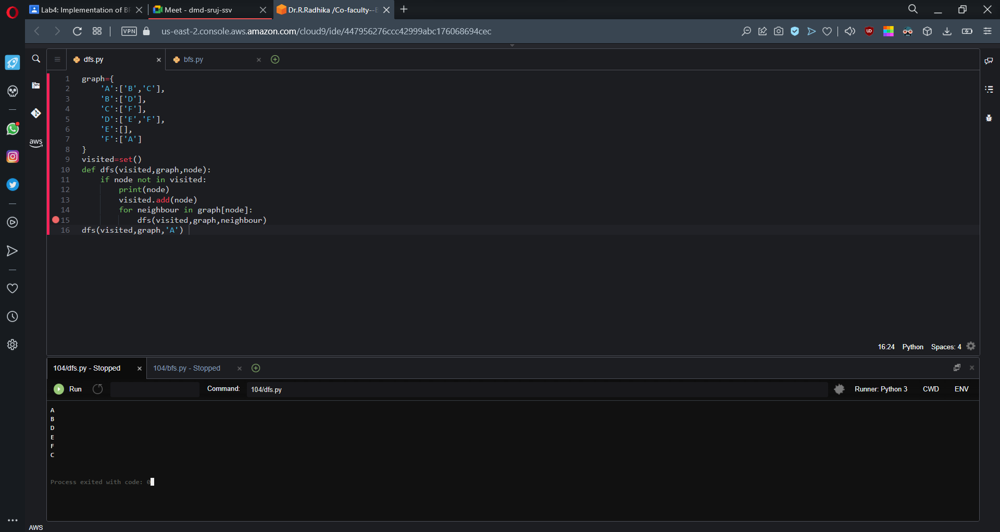 Lab4: Implementation of BF
Meet - dmd-sruj-ssv
Dr.R.Radhika /Co-faculty--E
VPN
us-east-2.console.aws.amazon.com/cloud9/ide/447956276ccc42999abc176068694cec
dfs.py
bfs.py
1 graph={
2 'A':['B','C'],
3 'B':['D'],
4 'C':['F'],
5 'D':['E','F'],
6 'E':[],
7 'F':['A']
8 }
9 visited=set()
10 def dfs(visited,graph,node):
11 if node not in visited:
12 print(node)
13 visited.add(node)
14 for neighbour in graph[node]:
15 dfs(visited,graph,neighbour)
16 dfs(visited,graph,'A')
aws
16:24 Python Spaces: 4
104/dfs.py - Stopped
104/bfs.py - Stopped
Run
Command:
104/dfs.py
Runner: Python 3
CWD
ENV
A
B
D
E
F
C
Process exited with code: 0
AWS